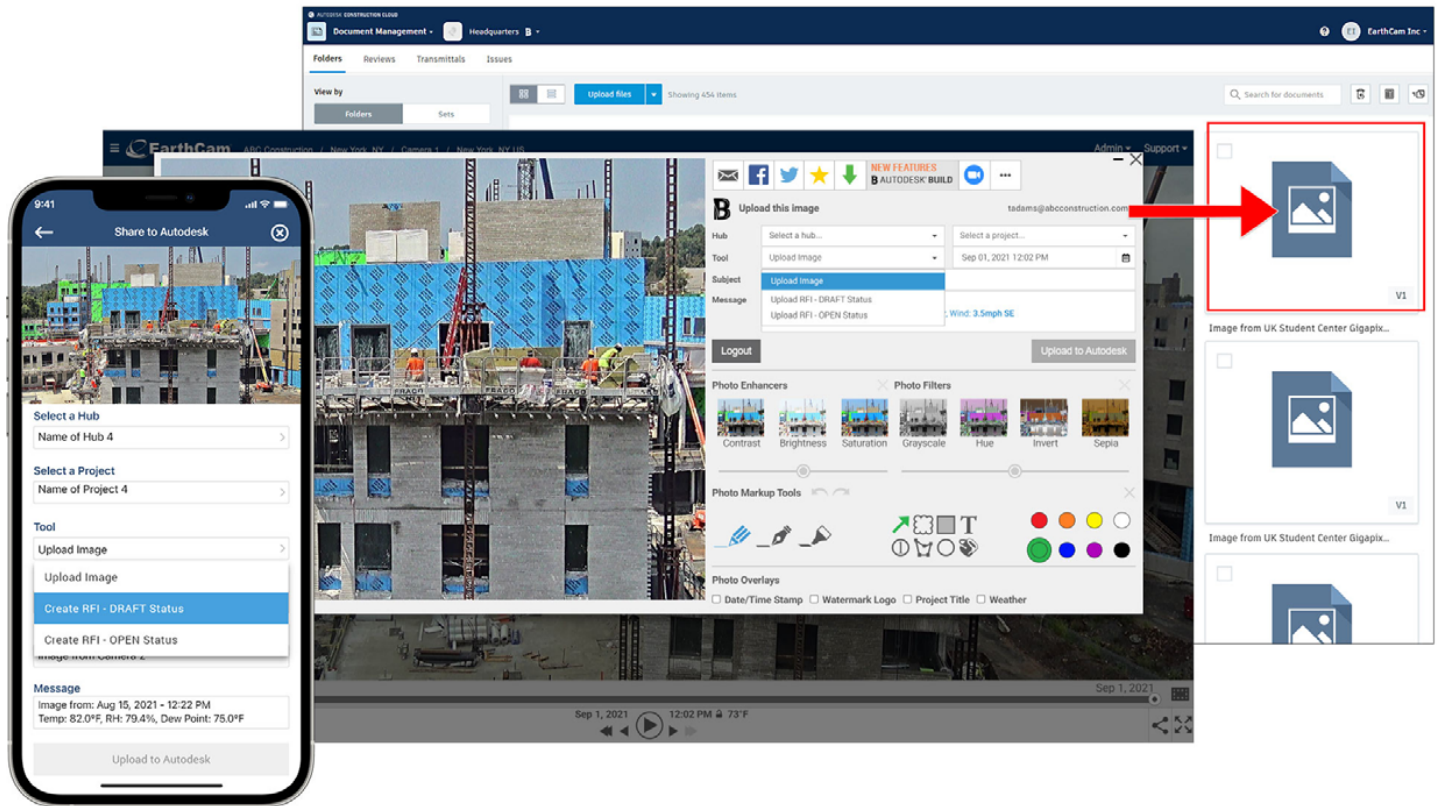 AUTODESK CONSTRUCTION CLOUD
Document Management
Headquarters B
EI
EarthCam Inc
Folders
Reviews
Transmittals
Issues
View by
Folders
Sets
Upload files
Showing 454 items
Search for documents
EarthCam
ABC Construction / New York, NY / Camera 1 / New York, NY US
Admin
Support
NEW FEATURES
B AUTODESK' BUILD
B Upload this image
tadams@abcconstruction.com
Hub
Select a hub...
Select a project...
Tool
Upload Image
Sep 01, 2021 12:02 PM
Subject
Upload Image
Message
Upload RFI - DRAFT Status
Upload RFI - OPEN Status
Wind: 3.5mph SE
Logout
Upload to Autodesk
Photo Enhancers
Photo Filters
Contrast
Brightness
Saturation
Grayscale
Hue
Invert
Sepia
Photo Markup Tools
T
Photo Overlays
Date/Time Stamp
Watermark Logo
Project Title
Weather
FRACO
FRACO
FRACO
Sep 1, 2021
Sep 1, 2021
12:02 PM
73°F
V1
Image from UK Student Center Gigapix...
V1
Image from UK Student Center Gigapix...
9:41
Share to Autodesk
Select a Hub
Name of Hub 4
Select a Project
Name of Project 4
Tool
Upload Image
Upload Image
Create RFI - DRAFT Status
Create RFI - OPEN Status
Image from Camera 2
Message
Image from: Aug 15, 2021 - 12:22 PM
Temp: 82.0°F, RH: 79.4%, Dew Point: 75.0°F
Upload to Autodesk